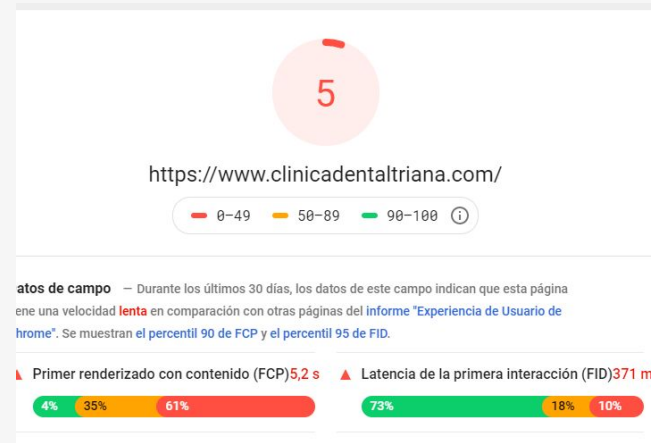 5
https://www.clinicadentaltriana.com/
0–49 50–89 90–100
atos de campo — Durante los últimos 30 días, los datos de este campo indican que esta página
ene una velocidad lenta en comparación con otras páginas del informe "Experiencia de Usuario de
hrome". Se muestran el percentil 90 de FCP y el percentil 95 de FID.
Primer renderizado con contenido (FCP) 5,2 s Latencia de la primera interacción (FID) 371 m
4% 35% 61% 73% 18% 10%